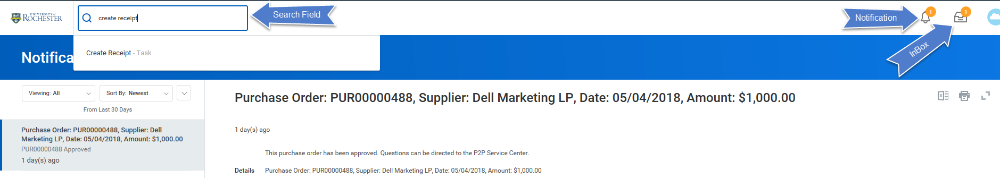 UNIVERSITY of
ROCHESTER
create receipt
Search Field
Notification
1
1
InBox
Create Receipt - Task
Notifica
Viewing: All
Sort By: Newest
From Last 30 Days
Purchase Order: PUR00000488, Supplier: Dell
Marketing LP, Date: 05/04/2018, Amount: $1,000.00
PUR00000488 Approved
1 day(s) ago
Purchase Order: PUR00000488, Supplier: Dell Marketing LP, Date: 05/04/2018, Amount: $1,000.00
1 day(s) ago
This purchase order has been approved. Questions can be directed to the P2P Service Center.
Details Purchase Order: PUR00000488, Supplier: Dell Marketing LP, Date: 05/04/2018, Amount: $1,000.00